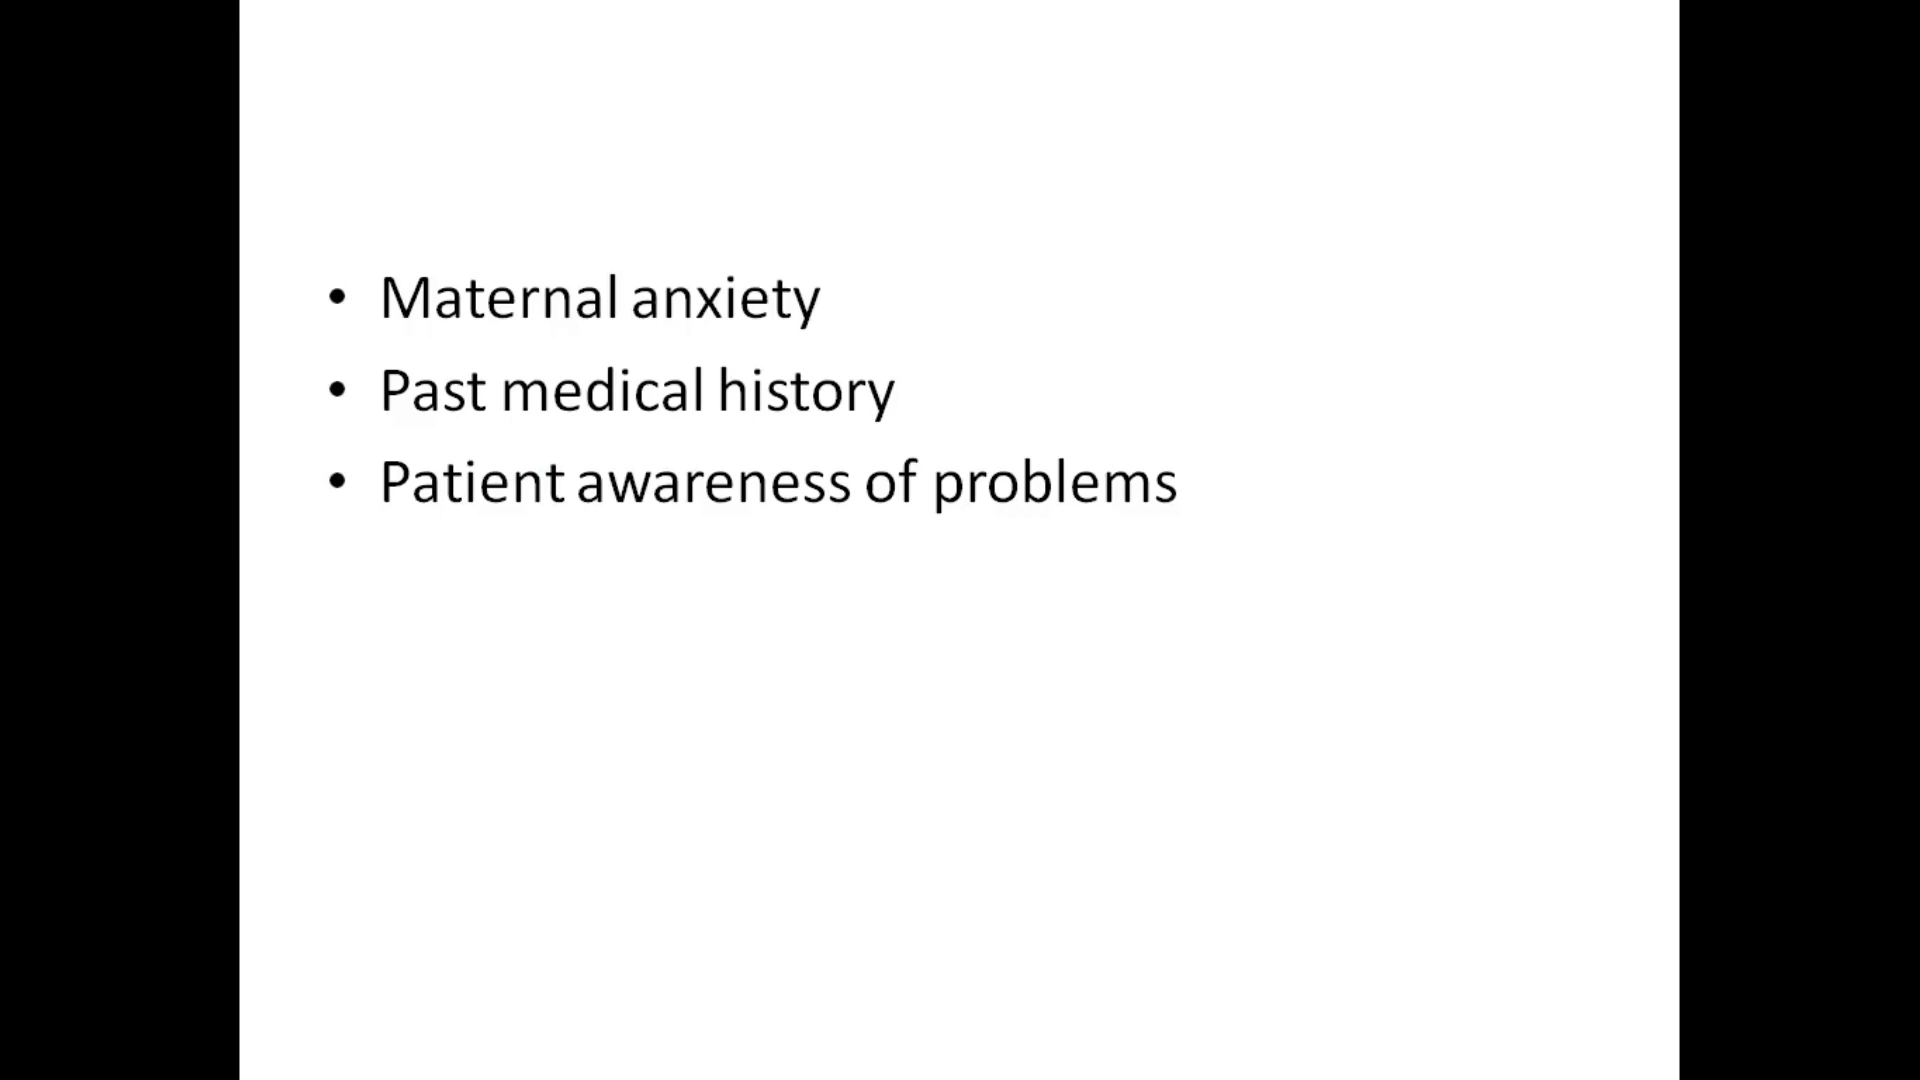 • Maternal anxiety
• Past medical history
• Patient awareness of problems